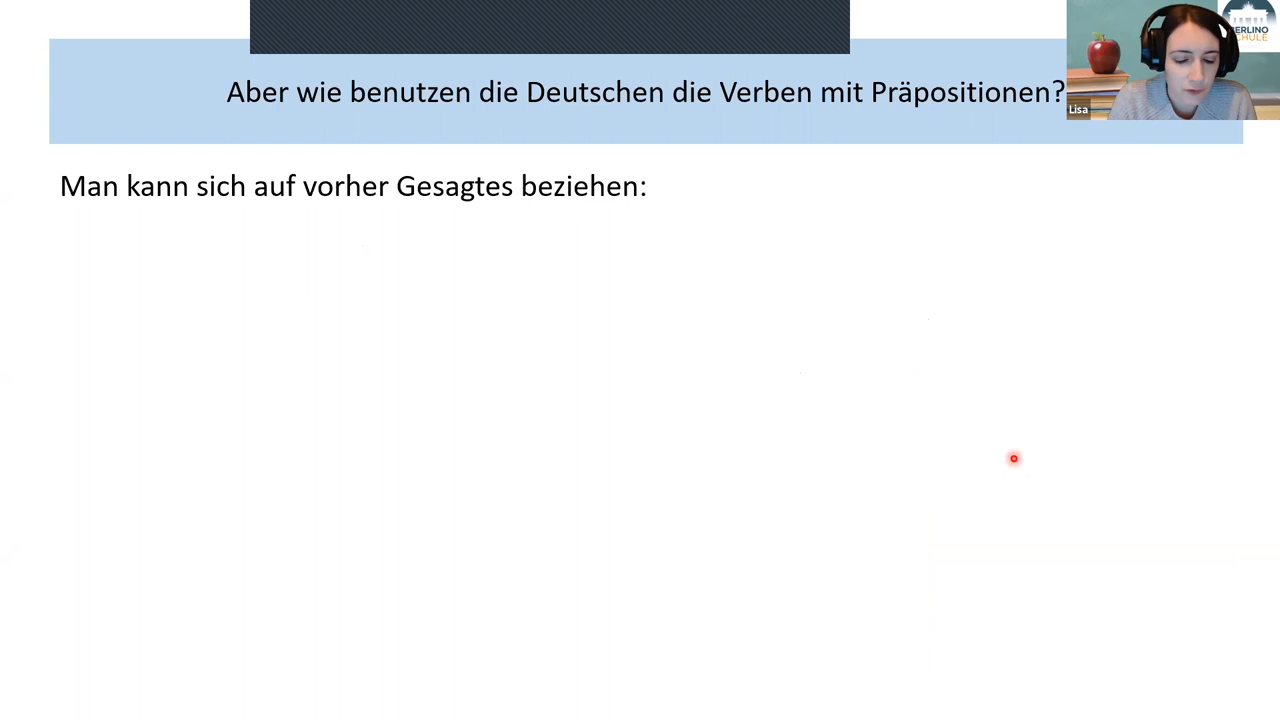 Aber wie benutzen die Deutschen die Verben mit Präpositionen?
Man kann sich auf vorher Gesagtes beziehen:
Lisa